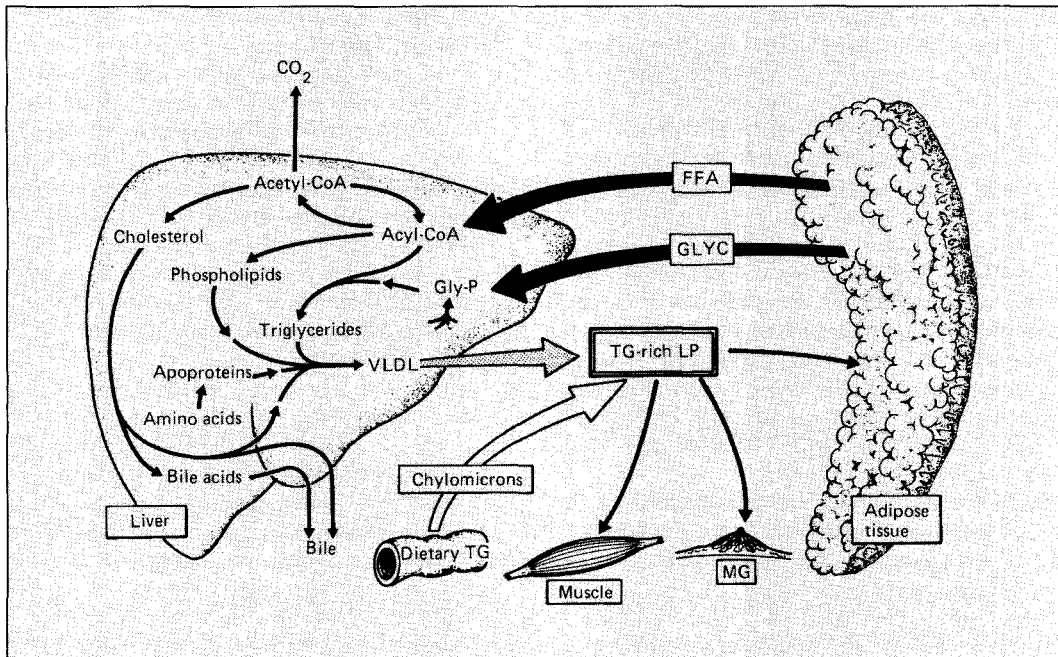 CO2
Acetyl-CoA
FFA
Cholesterol
Acyl-CoA
GLYC
Phospholipids
Gly-P
Triglycerides
TG-rich LP
VLDL
Apoproteins
Amino acids
Chylomicrons
Bile acids
Liver
Bile
Dietary TG
Muscle
MG
Adipose
tissue